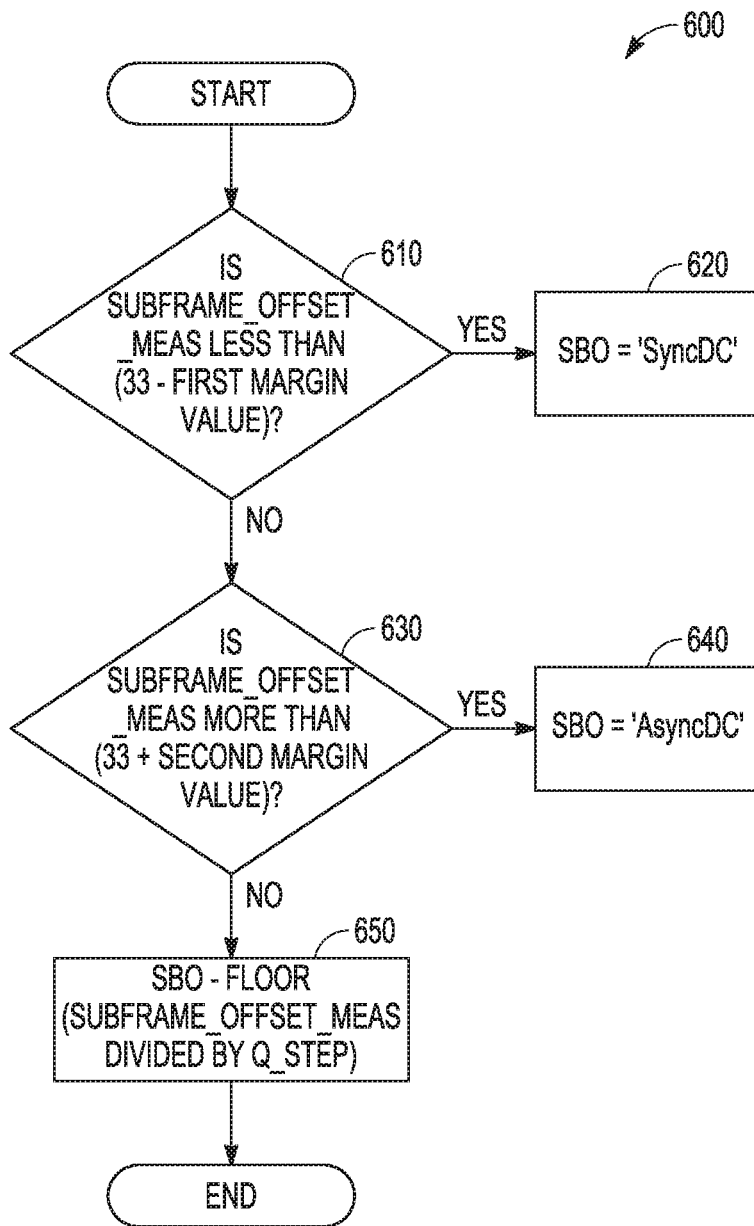 600
START
IS
SUBFRAME_OFFSET
_MEAS LESS THAN
(33 - FIRST MARGIN
VALUE)?
610
YES
620
SBO = 'SyncDC'
NO
IS
SUBFRAME_OFFSET
_MEAS MORE THAN
(33 + SECOND MARGIN
VALUE)?
630
YES
640
SBO = 'AsyncDC'
NO
650
SBO - FLOOR
(SUBFRAME_OFFSET_MEAS
DIVIDED BY Q_STEP)
END